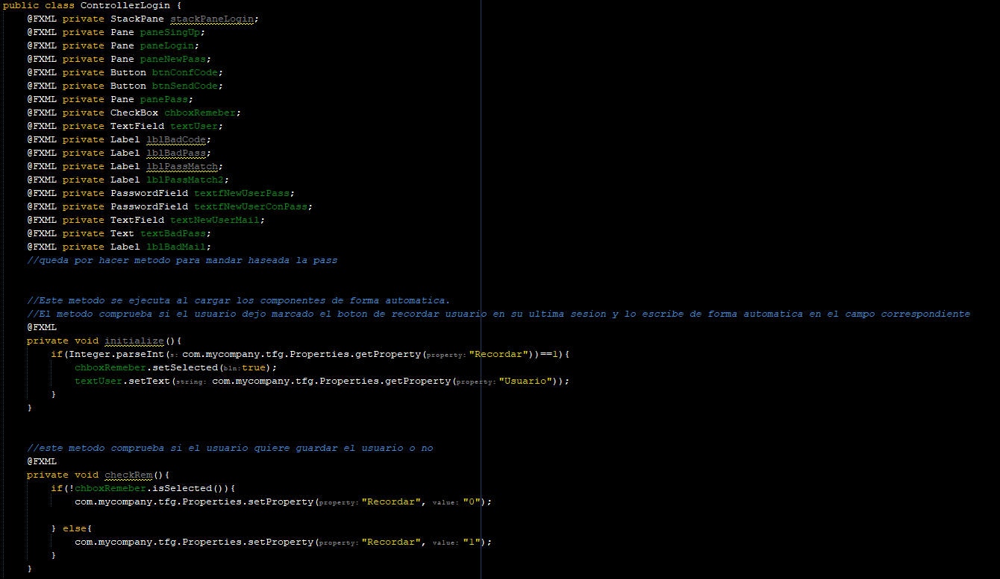 public class ControllerLogin {
@FXML private StackPane stackPaneLogin;
@FXML private Pane paneSingUp;
@FXML private Pane paneLogin;
@FXML private Pane paneNewPass;
@FXML private Button btnConfCode;
@FXML private Button btnSendCode;
@FXML private Pane panePass;
@FXML private CheckBox chboxRemeber;
@FXML private TextField textUser;
@FXML private Label lblBadCode;
@FXML private Label lblBadPass;
@FXML private Label lblPassMatch;
@FXML private Label lblPassMatch2;
@FXML private PasswordField textfNewUserPass;
@FXML private PasswordField textfNewUserConPass;
@FXML private TextField textNewUserMail;
@FXML private Text textBadPass;
@FXML private Label lblBadMail;
//queda por hacer metodo para mandar haseada la pass
//Este metodo se ejecuta al cargar los componentes de forma automatica.
//El metodo comprueba si el usuario dejo marcado el boton de recordar usuario en su ultima sesion y lo escribe de forma automatica en el campo correspondiente
@FXML
private void initialize(){
if(Integer.parseInt(s: com.mycompany.tfg.Properties.getProperty(property: "Recordar"))==1){
chboxRemeber.setSelected(bln:true);
textUser.setText(string: com.mycompany.tfg.Properties.getProperty(property: "Usuario"));
}
}
//este metodo comprueba si el usuario quiere guardar el usuario o no
@FXML
private void checkRem(){
if(!chboxRemeber.isSelected()){
com.mycompany.tfg.Properties.setProperty(property: "Recordar", value: "0");
} else{
com.mycompany.tfg.Properties.setProperty(property: "Recordar", value: "1");
}
}